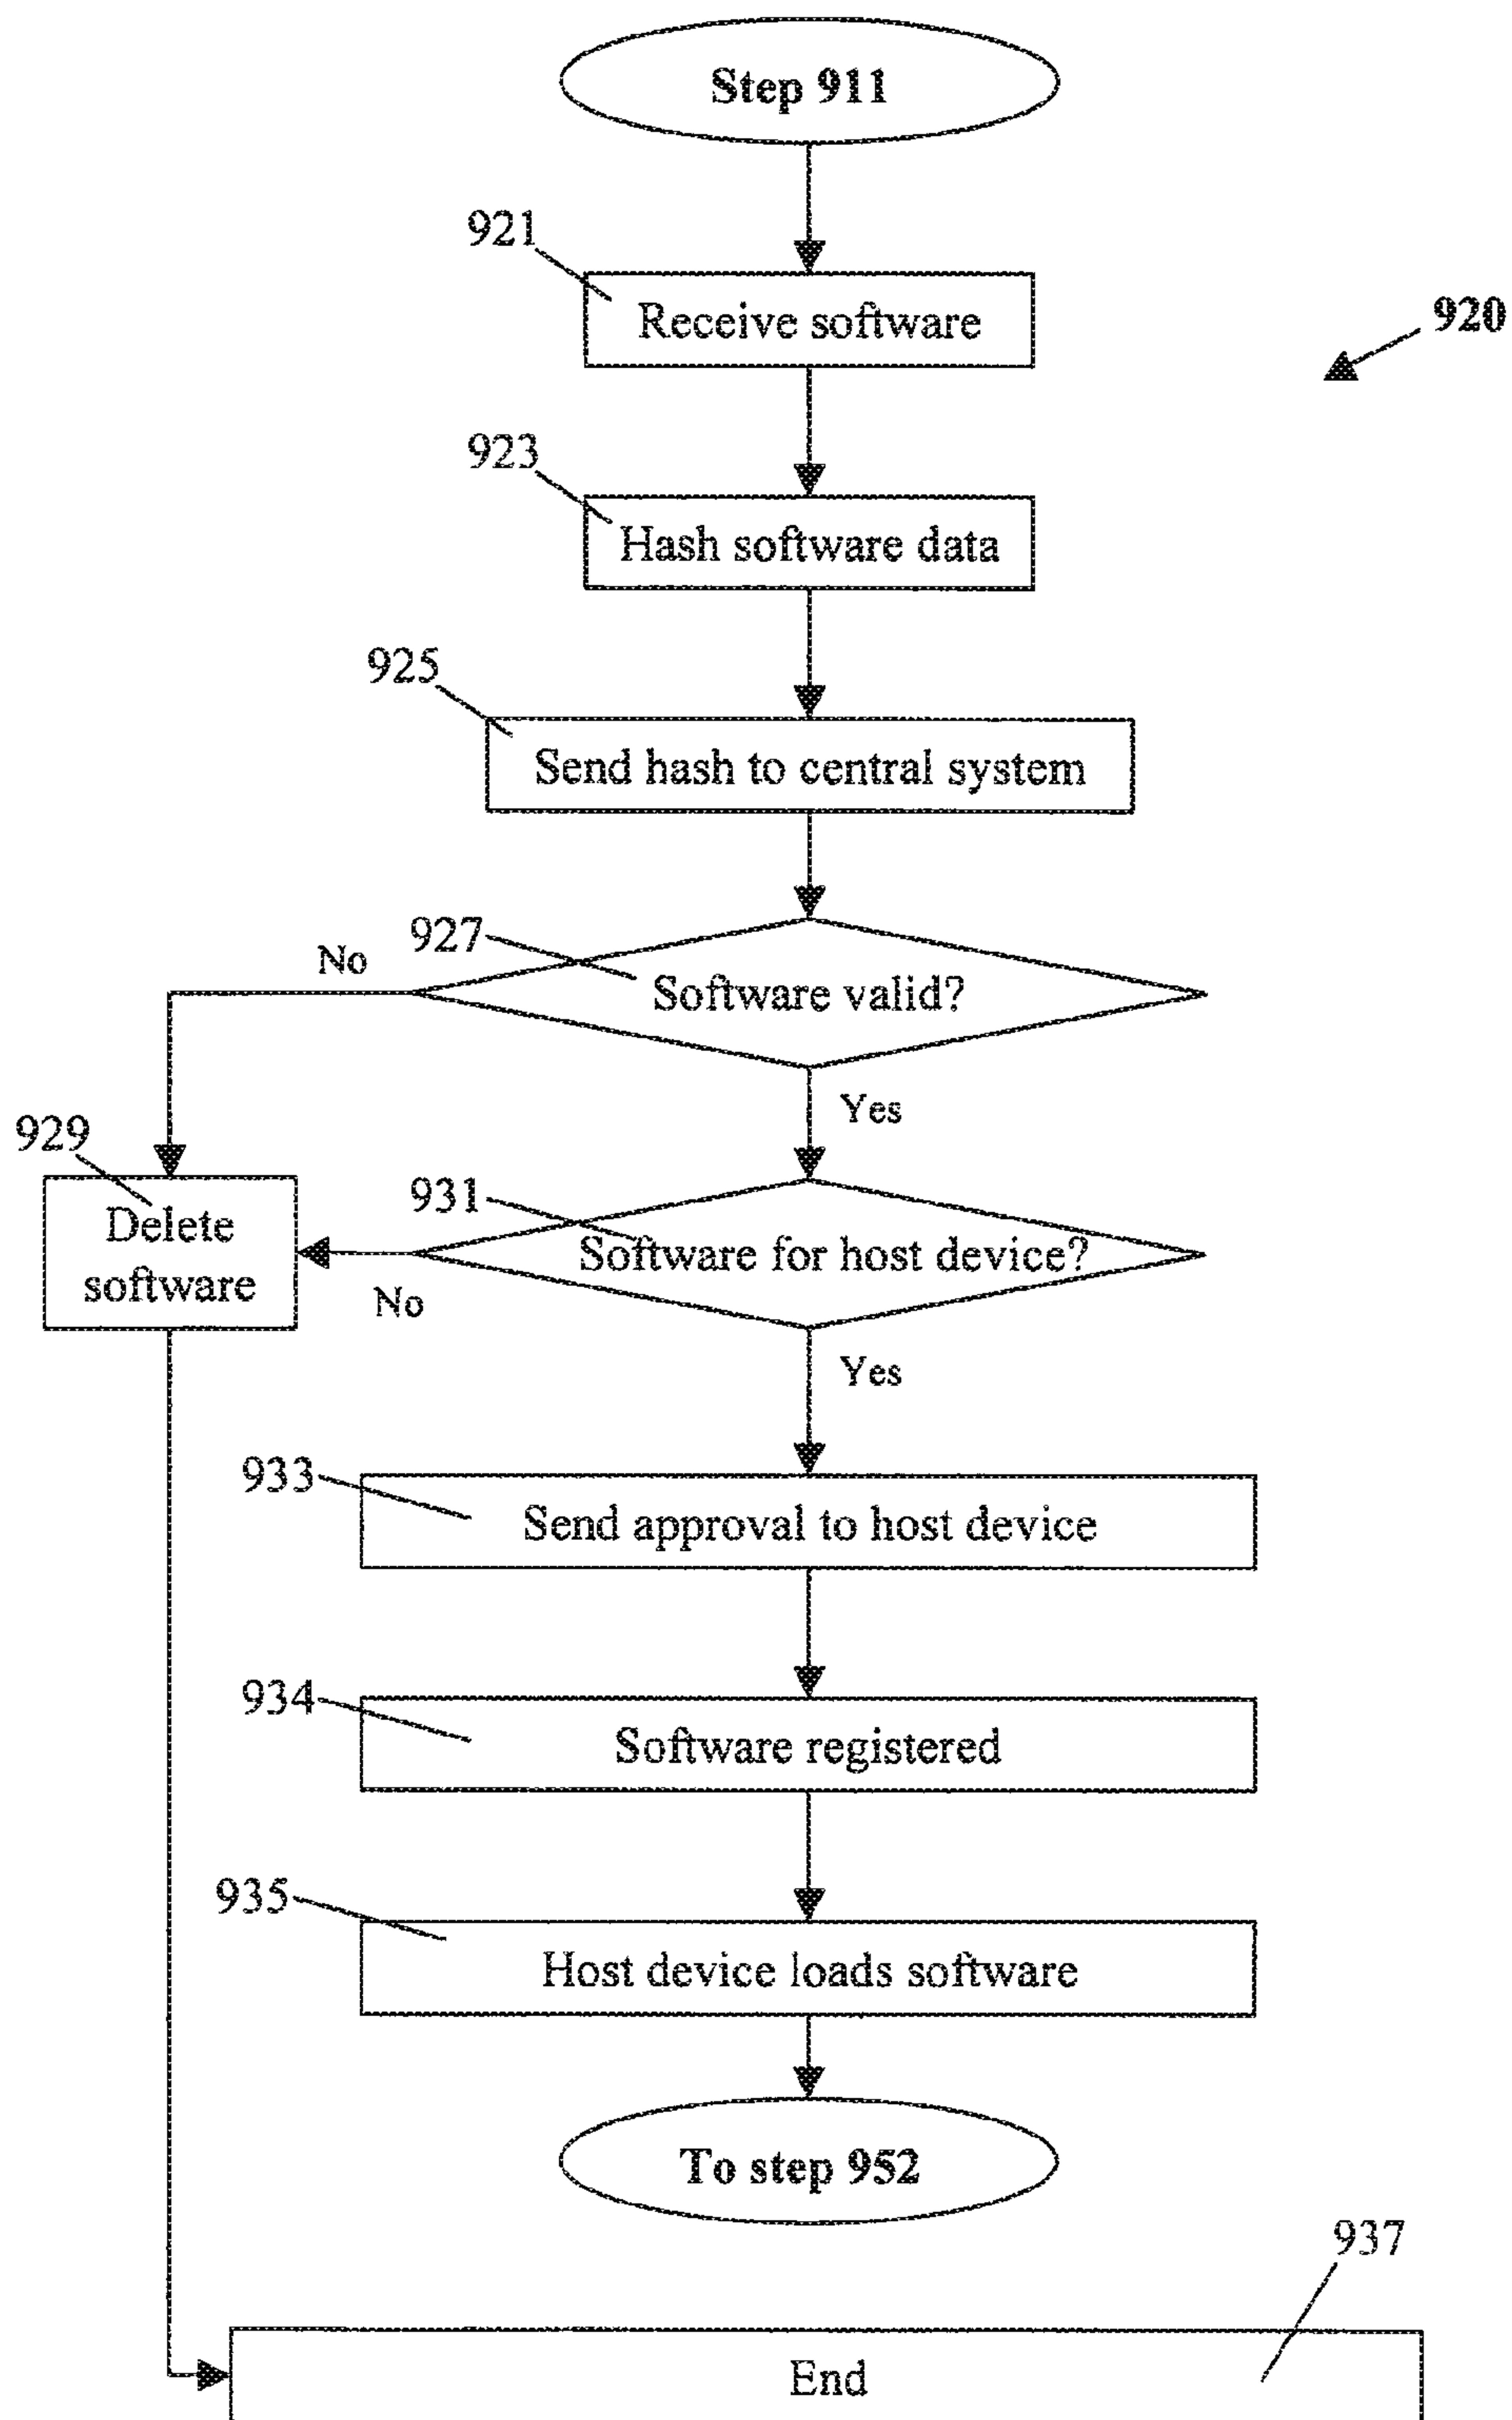 Step 911
921
Receive software
920
923
Hash software data
925
Send hash to central system
927
No
Software valid?
Yes
929
Delete
software
931
Software for host device?
No
Yes
933
Send approval to host device
934
Software registered
935
Host device loads software
To step 952
937
End